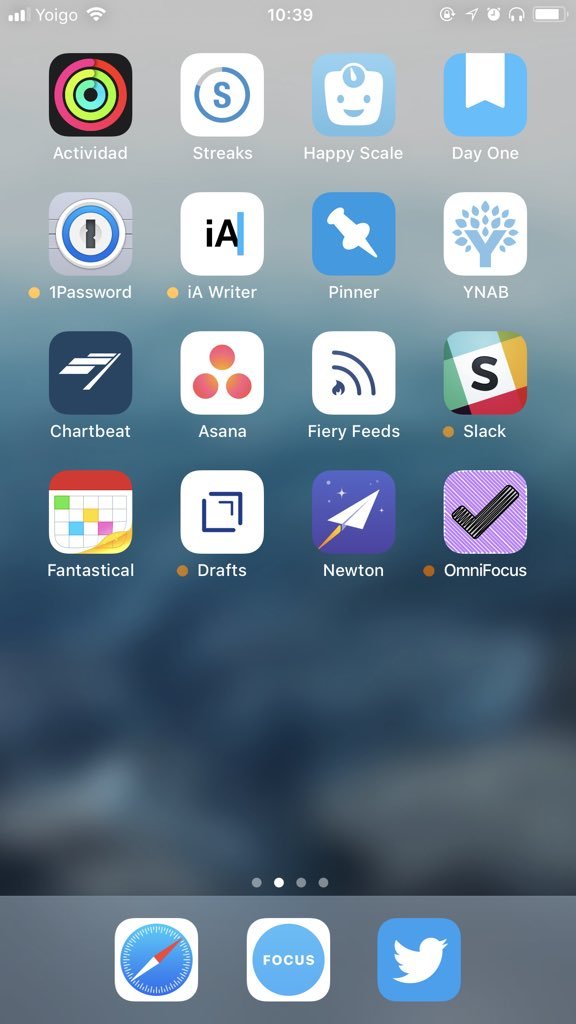 Yoigo 10:39
S
Actividad Streaks Happy Scale Day One
iA
1Password iA Writer Pinner YNAB
S
Chartbeat Asana Fiery Feeds Slack
Fantastical Drafts Newton OmniFocus
FOCUS